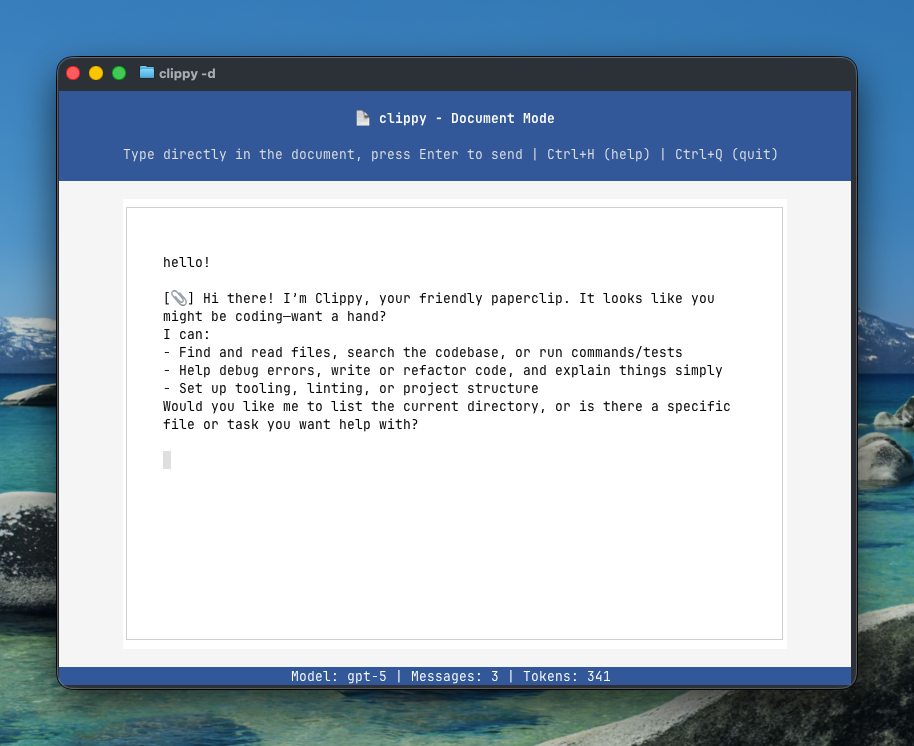 clippy -d
📄 clippy - Document Mode
Type directly in the document, press Enter to send | Ctrl+H (help) | Ctrl+Q (quit)
hello!
[📎] Hi there! I’m Clippy, your friendly paperclip. It looks like you
might be coding—want a hand?
I can:
- Find and read files, search the codebase, or run commands/tests
- Help debug errors, write or refactor code, and explain things simply
- Set up tooling, linting, or project structure
Would you like me to list the current directory, or is there a specific
file or task you want help with?
Model: gpt-5 | Messages: 3 | Tokens: 341